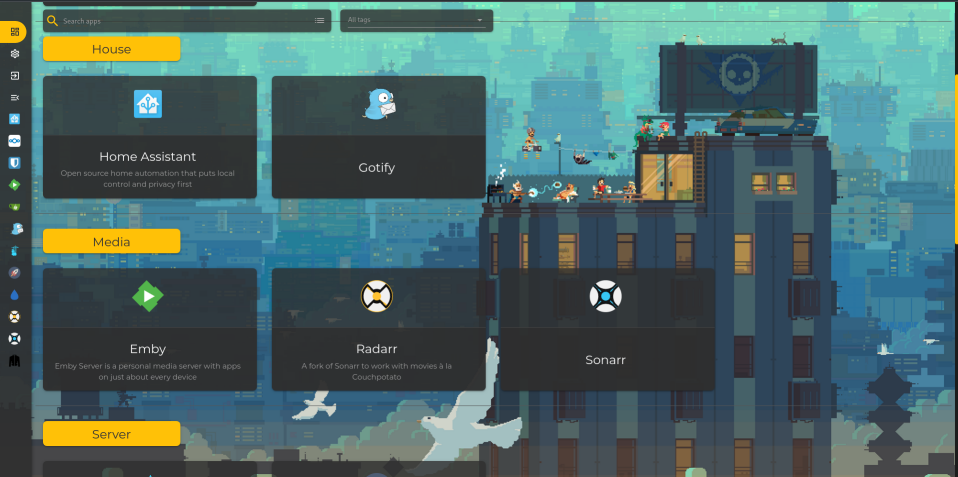 Search apps
All tags
House
Home Assistant
Open source home automation that puts local
control and privacy first
Gotify
Media
Emby
Emby Server is a personal media server with apps
on just about every device
Radarr
A fork of Sonarr to work with movies à la
Couchpotato
Sonarr
Server